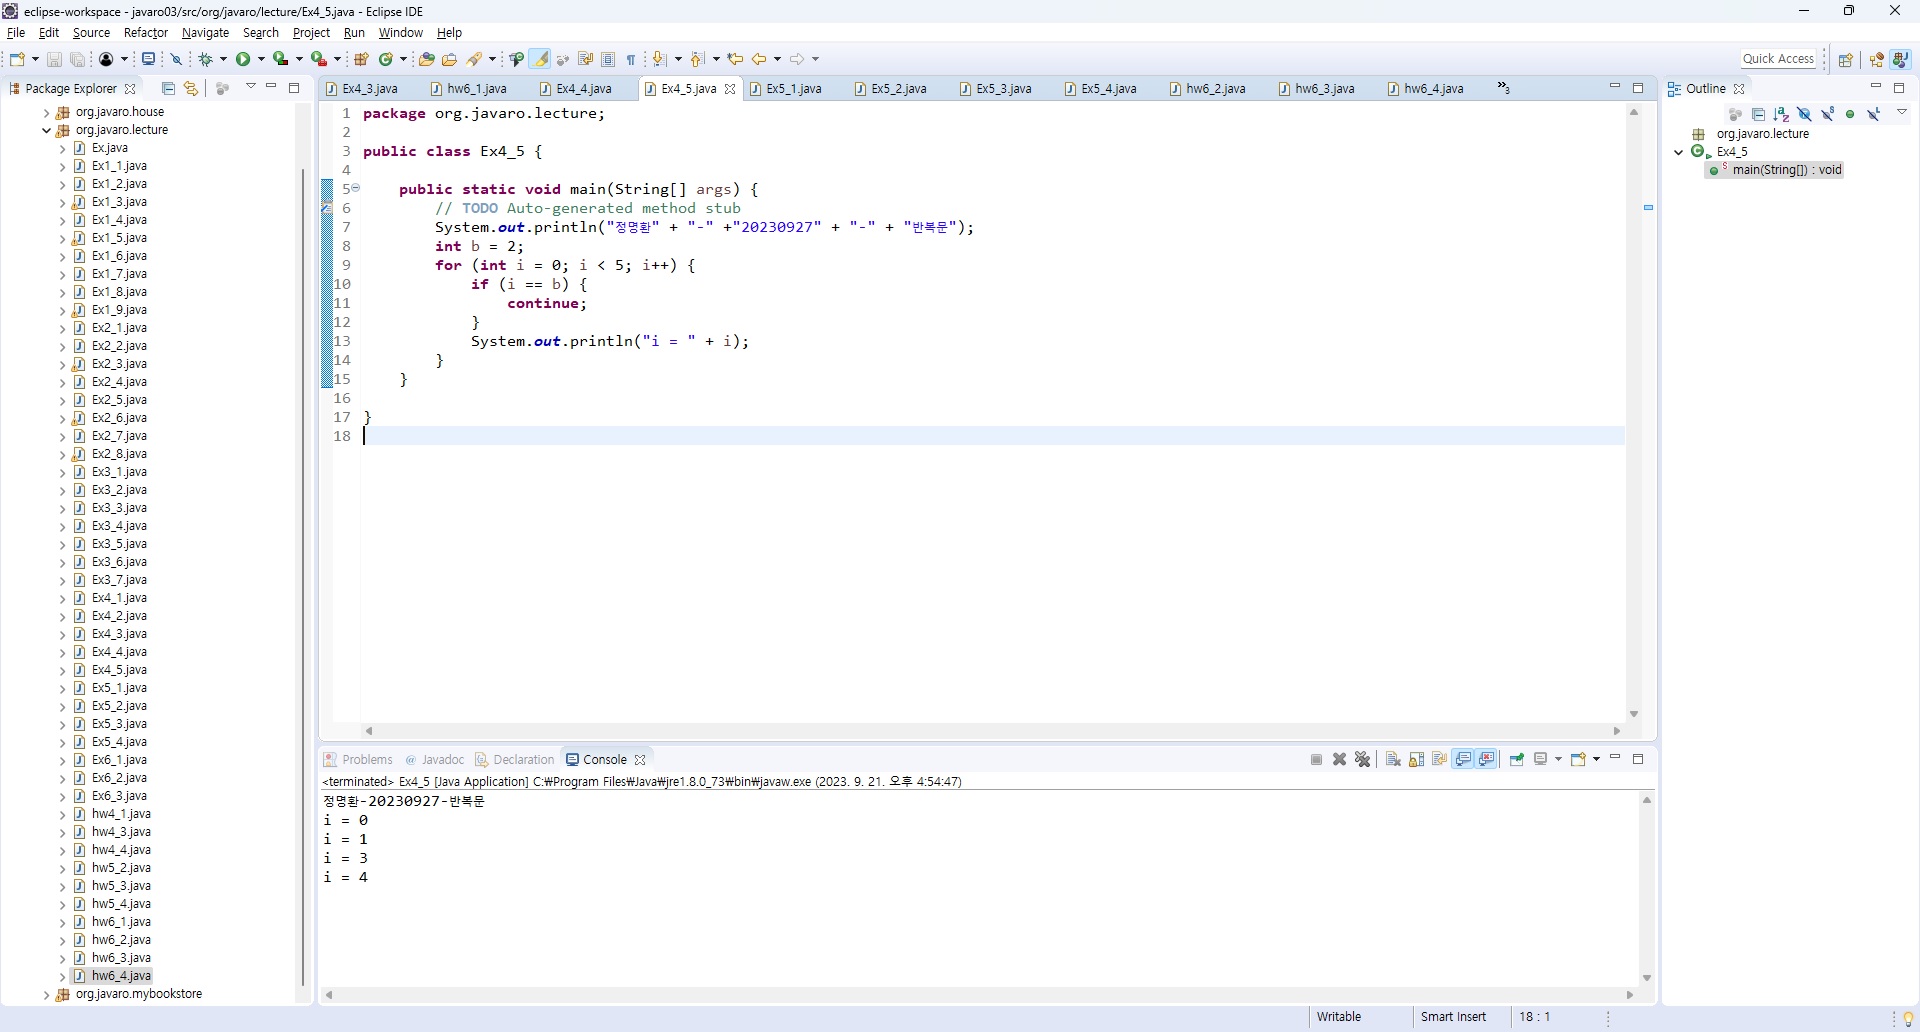 eclipse-workspace - javaro03/src/org/javaro/lecture/Ex4_5.java - Eclipse IDE
File Edit Source Refactor Navigate Search Project Run Window Help
Quick Access
Package Explorer
org.javaro.house
org.javaro.lecture
Ex.java
Ex1_1.java
Ex1_2.java
Ex1_3.java
Ex1_4.java
Ex1_5.java
Ex1_6.java
Ex1_7.java
Ex1_8.java
Ex1_9.java
Ex2_1.java
Ex2_2.java
Ex2_3.java
Ex2_4.java
Ex2_5.java
Ex2_6.java
Ex2_7.java
Ex2_8.java
Ex3_1.java
Ex3_2.java
Ex3_3.java
Ex3_4.java
Ex3_5.java
Ex3_6.java
Ex3_7.java
Ex4_1.java
Ex4_2.java
Ex4_3.java
Ex4_4.java
Ex4_5.java
Ex5_1.java
Ex5_2.java
Ex5_3.java
Ex5_4.java
Ex6_1.java
Ex6_2.java
Ex6_3.java
hw4_1.java
hw4_3.java
hw4_4.java
hw5_2.java
hw5_3.java
hw5_4.java
hw6_1.java
hw6_2.java
hw6_3.java
hw6_4.java
org.javaro.mybookstore
Ex4_3.java hw6_1.java Ex4_4.java Ex4_5.java Ex5_1.java Ex5_2.java Ex5_3.java Ex5_4.java hw6_2.java hw6_3.java hw6_4.java »3
1 package org.javaro.lecture;
2
3 public class Ex4_5 {
4
5 public static void main(String[] args) {
6 // TODO Auto-generated method stub
7 System.out.println("정명환" + "-" +"20230927" + "-" + "반복문");
8 int b = 2;
9 for (int i = 0; i < 5; i++) {
10 if (i == b) {
11 continue;
12 }
13 System.out.println("i = " + i);
14 }
15 }
16
17 }
18
Problems @ Javadoc Declaration Console
<terminated> Ex4_5 [Java Application] C:₩Program Files₩Java₩jre1.8.0_73₩bin₩javaw.exe (2023. 9. 21. 오후 4:54:47)
정명환-20230927-반복문
i = 0
i = 1
i = 3
i = 4
Outline
org.javaro.lecture
Ex4_5
main(String[]) : void
Writable Smart Insert 18 : 1